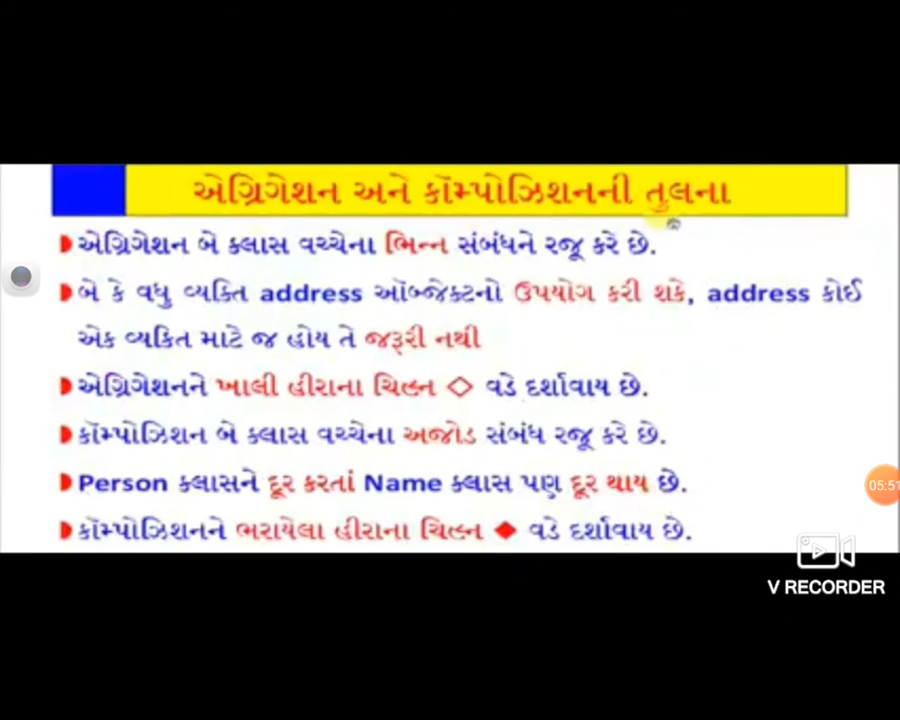 એગ્રિગેશન અને કૉમ્પોઝિશનની તુલના
એગ્રિગેશન બે ક્લાસ વચ્ચેના ભિન્ન સંબંધને રજૂ કરે છે.
બે કે વધુ વ્યક્તિ address ઑબ્જેક્ટનો ઉપયોગ કરી શકે, address કોઈ
એક વ્યક્તિ માટે જ હોય તે જરૂરી નથી
એગ્રિગેશનને ખાલી હીરાના ચિહ્ન ◇ વડે દર્શાવાય છે.
કૉમ્પોઝિશન બે ક્લાસ વચ્ચેના અજોડ સંબંધ રજૂ કરે છે.
Person ક્લાસને દૂર કરતાં Name ક્લાસ પણ દૂર થાય છે.
05:51
કૉમ્પોઝિશનને ભરાયેલા હીરાના ચિહ્ન ◆ વડે દર્શાવાય છે.
V RECORDER